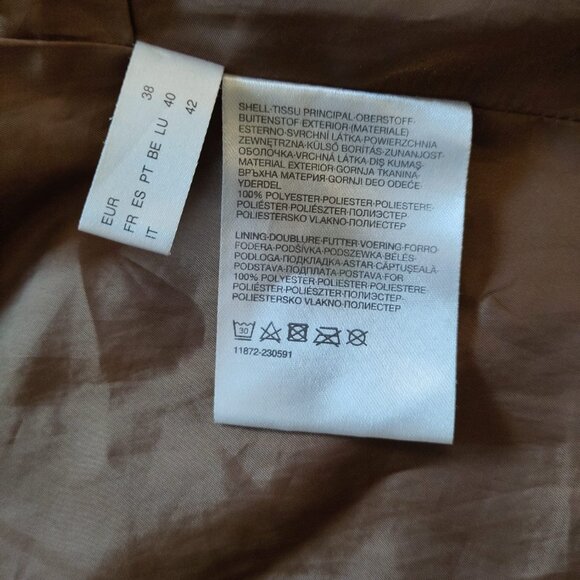 EUR 38
FR ES PT BE LU 40
IT 42
SHELL·TISSU PRINCIPAL·OBERSTOFF·
BUITENSTOF·EXTERIOR (MATERIALE)
ESTERNO·SVRCHNÍ LÁTKA·POWIERZCHNIA
ZEWNĘTRZNA·KÜLSŐ BORÍTÁS·ZUNANJOST·
ОБОЛОЧКА·VRCHNÁ LÁTKA·DIŞ KUMAŞ·
MATERIAL EXTERIOR·GORNJA TKANINA·
ВРЪХНА МАТЕРИЯ·GORNJI DEO ODEĆE·
YDERDEL
100% POLYESTER·POLIESTER·POLIESTERE·
POLIÉSTER·POLIÉSZTER·ПОЛИЭСТЕР·
POLIESTERSKO VLAKNO·ПОЛИЕСТЕР
LINING·DOUBLURE·FUTTER·VOERING·FORRO·
FODERA·PODŠÍVKA·PODSZEWKA·BÉLÉS·
PODLOGA·ПОДКЛАДКА·ASTAR·CĂPTUŞEALĂ·
PODSTAVA·ПОДПЛАТА·POSTAVA·FOR
100% POLYESTER·POLIESTER·POLIESTERE·
POLIÉSTER·POLIÉSZTER·ПОЛИЭСТЕР·
POLIESTERSKO VLAKNO·ПОЛИЕСТЕР
30
11872-230591